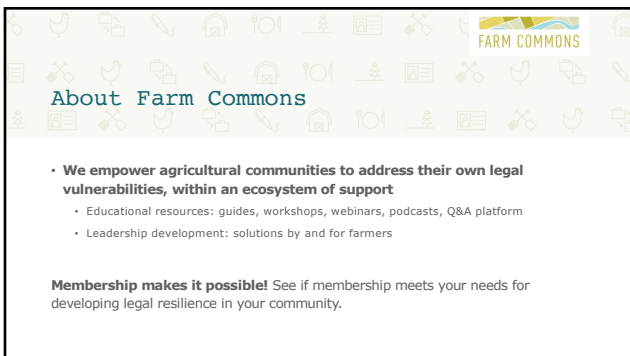 FARM COMMONS
About Farm Commons
• We empower agricultural communities to address their own legal
vulnerabilities, within an ecosystem of support
• Educational resources: guides, workshops, webinars, podcasts, Q&A platform
• Leadership development: solutions by and for farmers
Membership makes it possible! See if membership meets your needs for
developing legal resilience in your community.